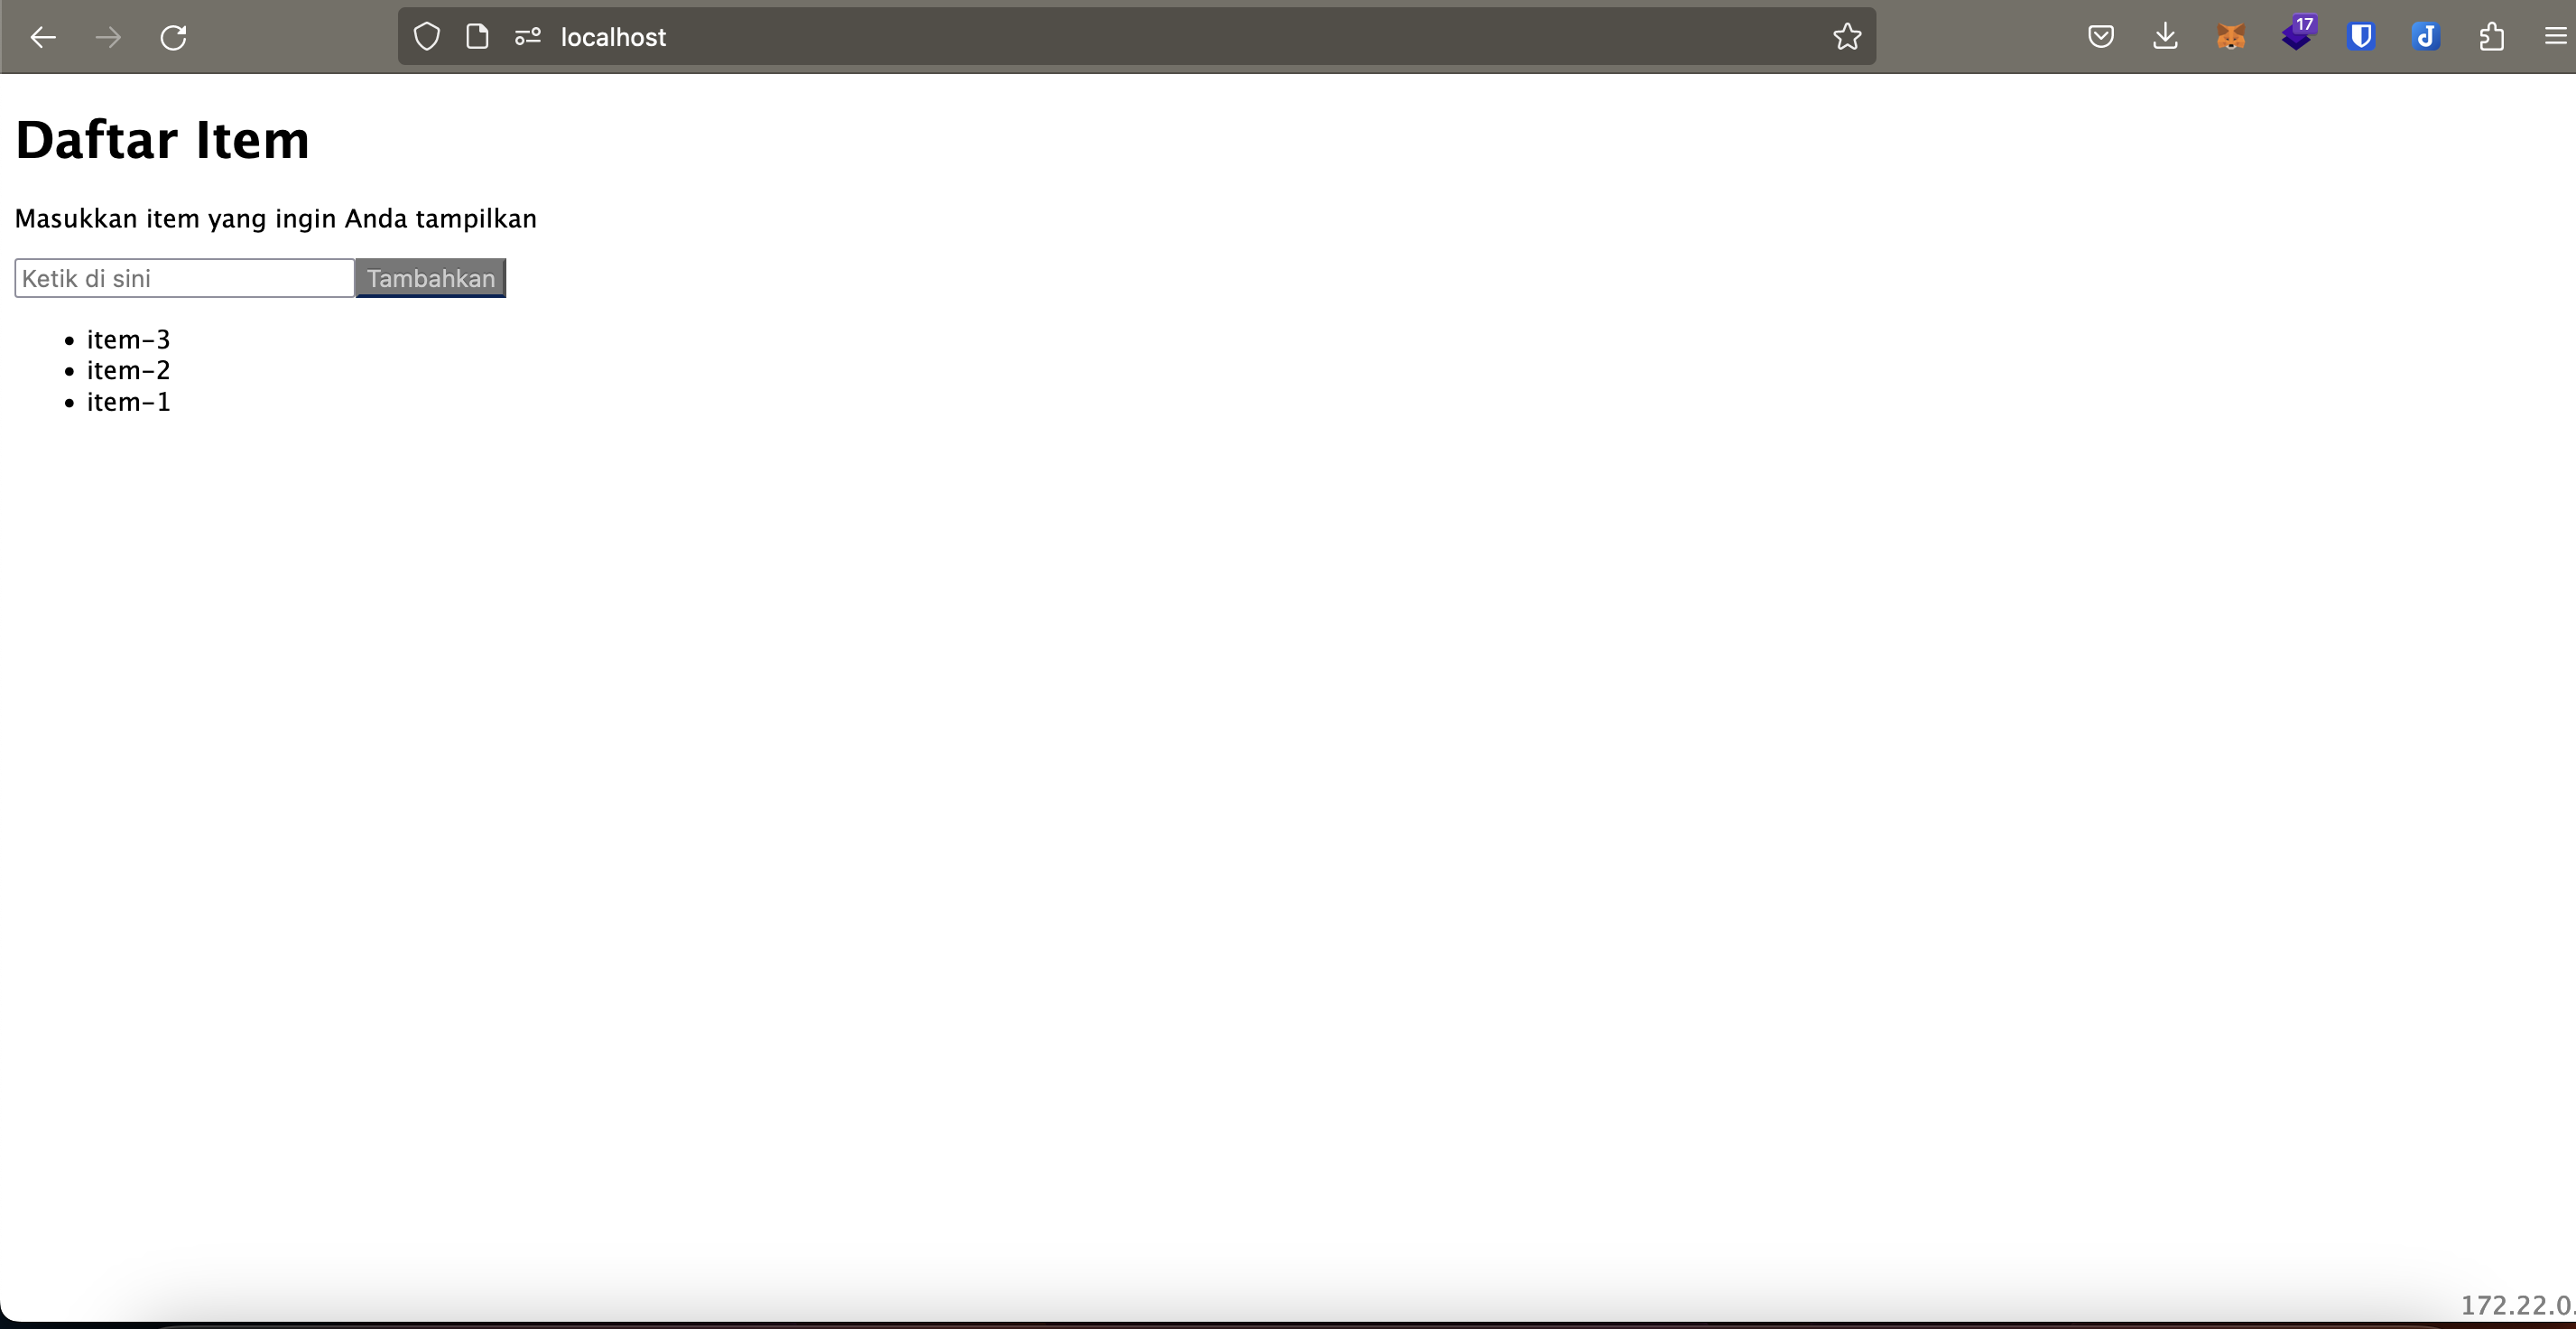 localhost
17
Daftar Item
Masukkan item yang ingin Anda tampilkan
Ketik di sini
Tambahkan
item-3
item-2
item-1
172.22.0.